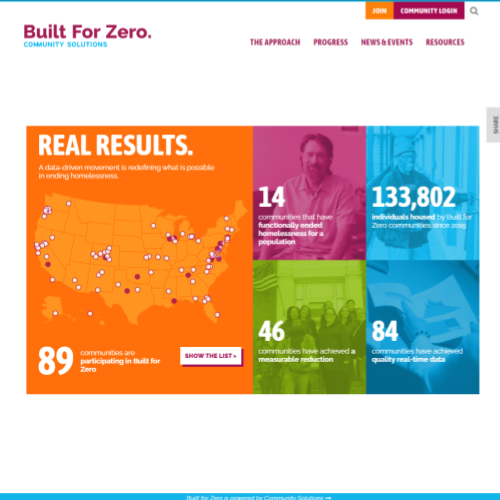 JOIN
COMMUNITY LOGIN
Built For Zero.
COMMUNITY SOLUTIONS
THE APPROACH
PROGRESS
NEWS & EVENTS
RESOURCES
SHARE
REAL RESULTS.
A data-driven movement is redefining what is possible
in ending homelessness.
89
communities are
participating in Built for
Zero
SHOW THE LIST >
14
communities that have
functionally ended
homelessness for a
population
133,802
individuals housed by Built for
Zero communities since 2015
46
communities have achieved a
measurable reduction
84
communities have achieved
quality real-time data
Built for Zero is powered by Community Solutions ➞